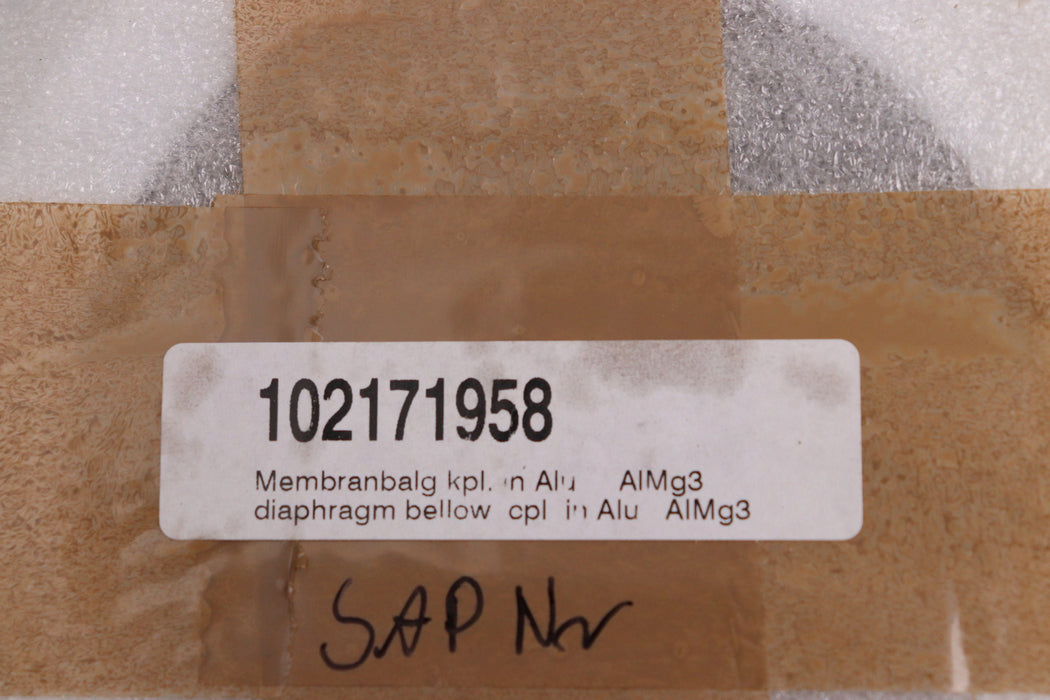 102171958
Membranbalg kpl. in Alu AlMg3
diaphragm bellow cpl in Alu AlMg3
SAP Nr